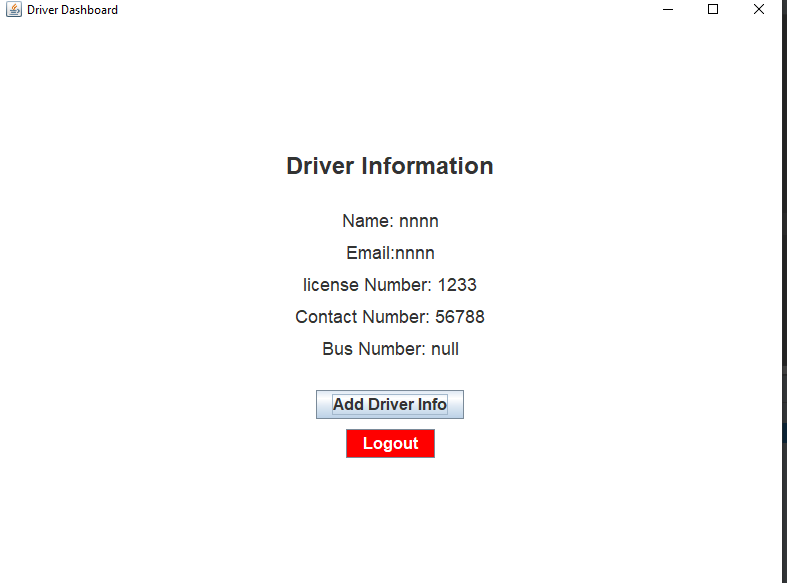 Driver Dashboard
Driver Information
Name: nnnn
Email:nnnn
license Number: 1233
Contact Number: 56788
Bus Number: null
Add Driver Info
Logout